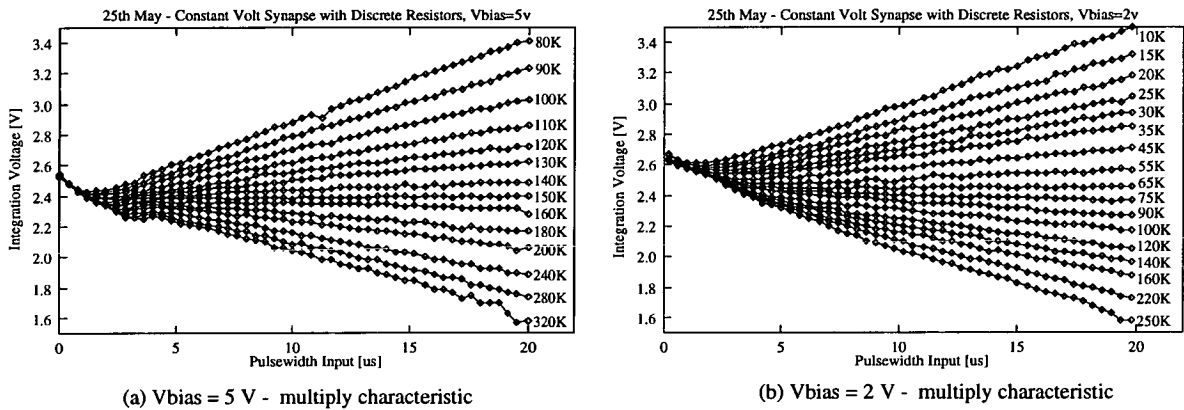 25th May - Constant Volt Synapse with Discrete Resistors, Vbias=5v
3.4
3.2
3.0
2.8
2.6
2.4
2.2
2.0
1.8
1.6
Integration Voltage [V]
80K
90K
100K
110K
120K
130K
140K
150K
160K
180K
200K
240K
280K
320K
0
5
10
15
20
Pulsewidth Input [us]
(a) Vbias = 5 V - multiply characteristic
25th May - Constant Volt Synapse with Discrete Resistors, Vbias=2v
3.4
3.2
3.0
2.8
2.6
2.4
2.2
2.0
1.8
1.6
Integration Voltage [V]
10K
15K
20K
25K
30K
35K
45K
55K
65K
75K
90K
100K
120K
140K
160K
220K
250K
0
5
10
15
20
Pulsewidth Input [us]
(b) Vbias = 2 V - multiply characteristic